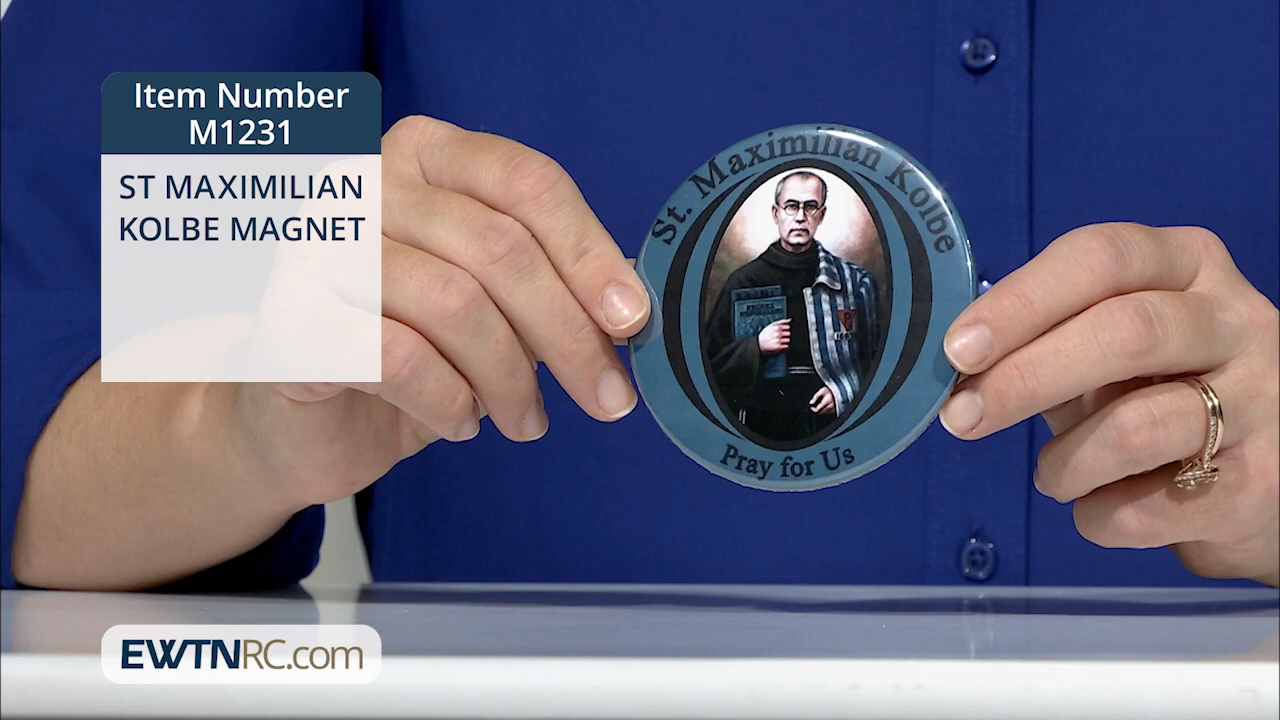 Item Number
M1231
ST MAXIMILIAN
KOLBE MAGNET
St. Maximilian Kolbe
Pray for Us
EWTNRC.com